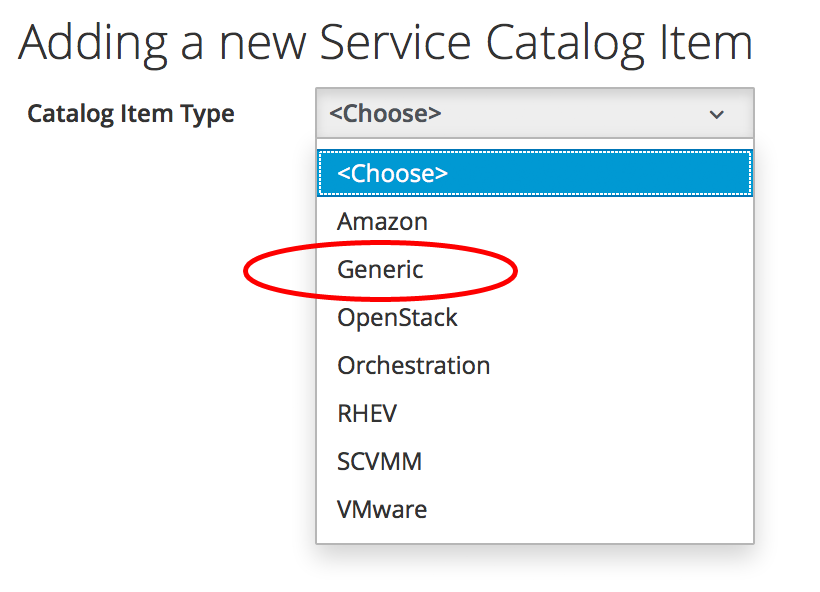 Adding a new Service Catalog Item
Catalog Item Type <Choose>
<Choose>
Amazon
Generic
OpenStack
Orchestration
RHEV
SCVMM
VMware